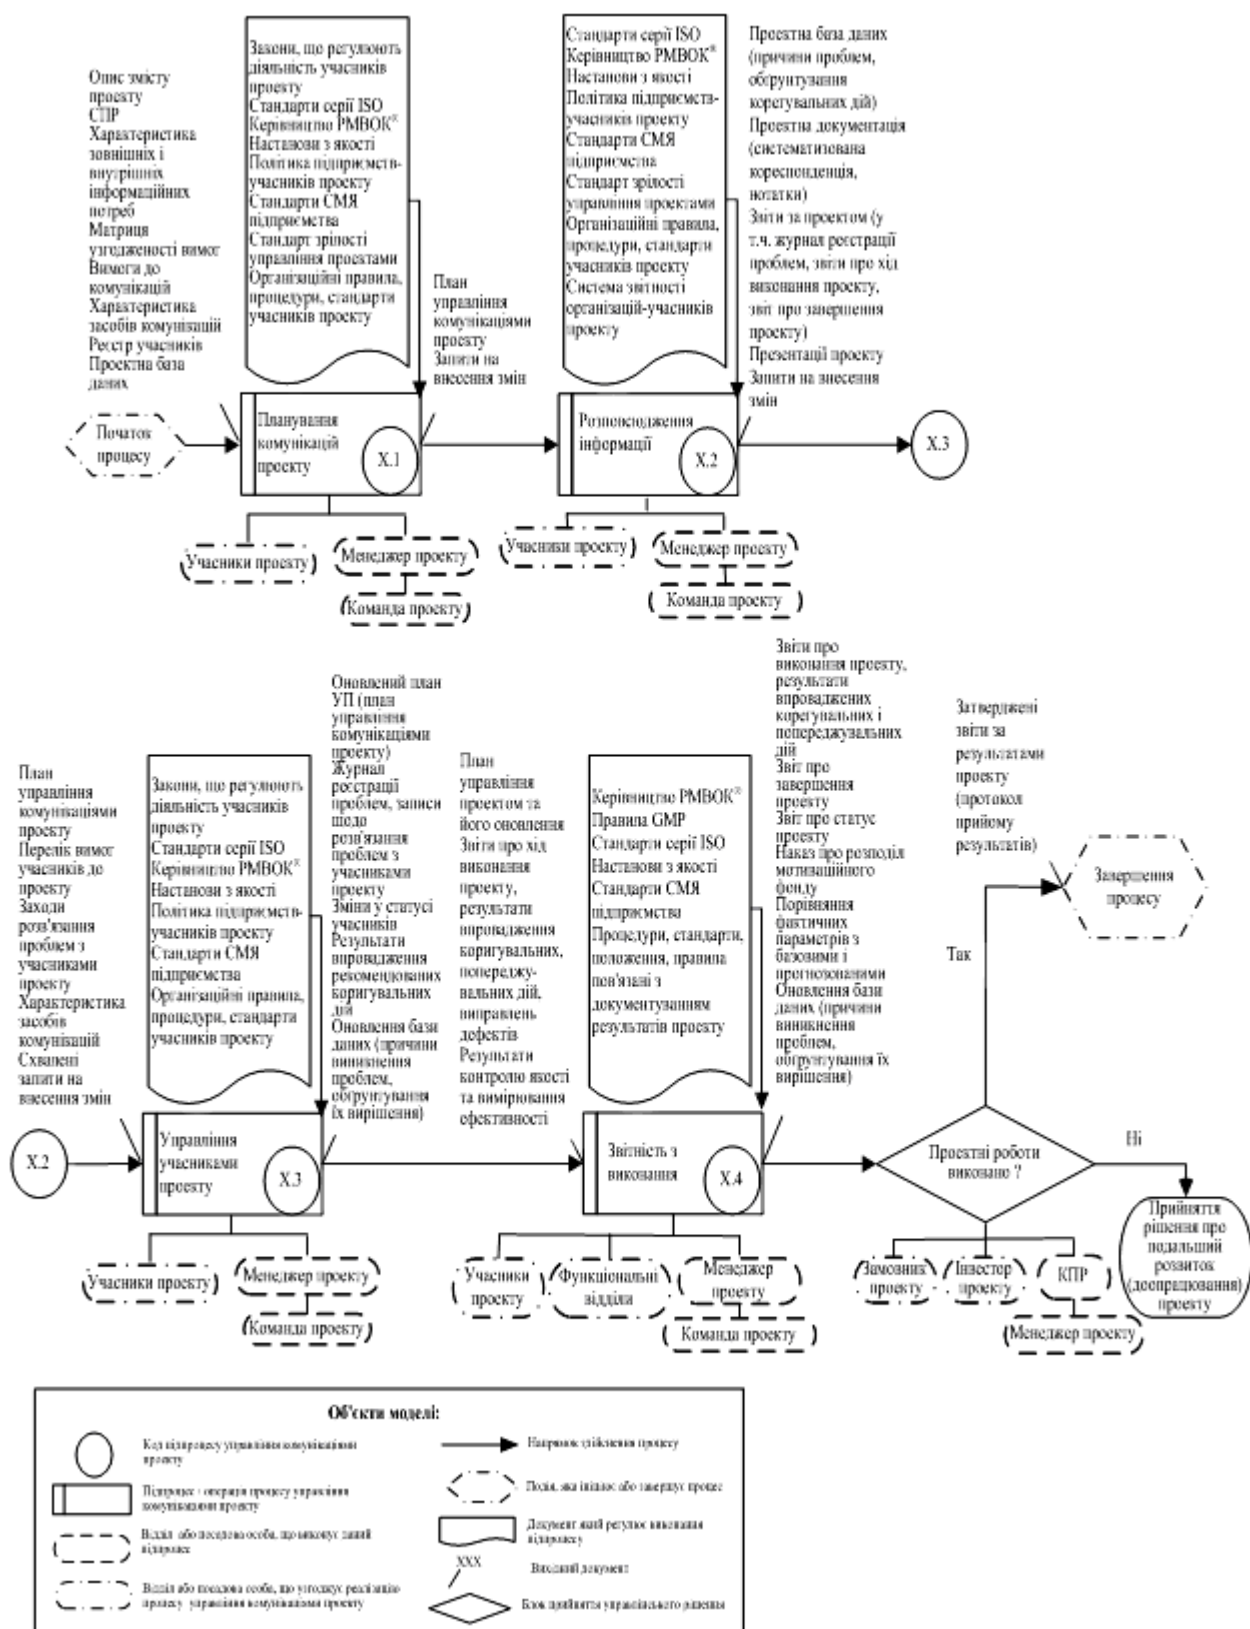 Опис змісту
проекту
СПР
Характеристика
зовнішніх і
внутрішніх
інформаційних
потреб
Матриця
узгодженості вимог
Вимоги до
комунікацій
Характеристика
засобів комунікацій
Реєстр учасників
Проектна база
даних
Закони, що регулюють
діяльність учасників
проекту
Стандарти серії ISO
Керівництво РМВОК®
Настанови з якості
Політика підприємств-
учасників проекту
Стандарти СМЯ
підприємства
Стандарт зрілості
управління проектами
Організаційні правила,
процедури, стандарти
учасників проекту
План
управління
комунікаціями
проекту
Запити на
внесення змін
Стандарти серії ISO
Керівництво РМВОК®
Настанови з якості
Політика підприємств-
учасників проекту
Стандарти СМЯ
підприємства
Стандарт зрілості
управління проектами
Організаційні правила,
процедури, стандарти
учасників проекту
Система звітності
організацій-учасників
проекту
Проектна база даних
(причини проблем,
обґрунтування
корегувальних дій)
Проектна документація
(систематизована
кореспонденція,
нотатки)
Звіти за проектом (у
т.ч. журнал реєстрації
проблем, звіти про хід
виконання проекту,
звіт про завершення
проекту)
Презентації проекту
Запити на внесення
змін
Початок
процесу
Планування
комунікацій
проекту
X.1
Розповсюдження
інформації
X.2
X.3
Учасники проекту
Менеджер проекту
Команда проекту
Учасники проекту
Менеджер проекту
Команда проекту
План
управління
комунікаціями
проекту
Перелік вимог
учасників до
проекту
Заходи
розв'язання
проблем з
учасниками
проекту
Характеристика
засобів
комунікацій
Схвалені
запити на
внесення змін
Закони, що регулюють
діяльність учасників
проекту
Стандарти серії ISO
Керівництво РМВОК®
Настанови з якості
Політика підприємств-
учасників проекту
Стандарти СМЯ
підприємства
Організаційні правила,
процедури, стандарти
учасників проекту
Оновлений план
УП (план
управління
комунікаціями
проекту)
Журнал
реєстрації
проблем, записи
щодо
розв'язання
проблем з
учасниками
проекту
Зміни у статусі
учасників
Результати
впровадження
рекомендованих
коригувальних
дій
Оновлення бази
даних (причини
виникнення
проблем,
обґрунтування
їх вирішення)
План
управління
проектом та
його оновлення
Звіти про хід
виконання
проекту,
результати
впровадження
коригувальних,
попереджу-
вальних дій,
виправлень
дефектів
Результати
контролю якості
та вимірювання
ефективності
Керівництво РМВОК®
Правила GMP
Стандарти серії ISO
Настанови з якості
Стандарти СМЯ
підприємства
Процедури, стандарти,
положення, правила
пов'язані з
документуванням
результатів проекту
Звіти про
виконання проекту,
результати
впроваджених
корегувальних і
попереджувальних
дій
Звіт про
завершення
проекту
Звіт про статус
проекту
Наказ про розподіл
мотиваційного
фонду
Порівняння
фактичних
параметрів з
базовими і
прогнозованими
Оновлення бази
даних (причини
виникнення
проблем,
обґрунтування їх
вирішення)
Затверджені
звіти за
результатами
проекту
(протокол
прийому
результатів)
Завершення
процесу
Так
Ні
X.2
Управління
учасниками
проекту
X.3
Звітність з
виконання
X.4
Проектні роботи
виконано ?
Прийняття
рішення про
подальший
розвиток
(доопрацювання)
проекту
Учасники проекту
Менеджер проекту
Команда проекту
Учасники
проекту
Функціональні
відділи
Менеджер
проекту
Команда проекту
Замовник
проекту
Інвестор
проекту
КПР
Менеджер проекту
Об'єкти моделі:
Код підпроцесу управління комунікаціями
проекту
Підпроцес / операція процесу управління
комунікаціями проекту
Відділ або посадова особа, що виконує даний
підпроцес
Відділ або посадова особа, що узгоджує реалізацію
процесу управління комунікаціями проекту
Напрямок здійснення процесу
Подія, яка ініціює або завершує процес
Документ який регулює виконання
підпроцесу
XXX
Вихідний документ
Блок прийняття управлінського рішення